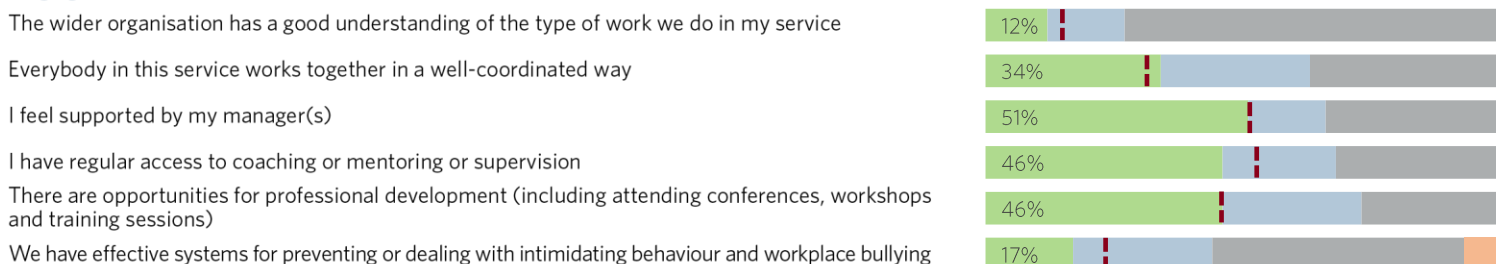 The wider organisation has a good understanding of the type of work we do in my service
12%
Everybody in this service works together in a well-coordinated way
34%
I feel supported by my manager(s)
51%
I have regular access to coaching or mentoring or supervision
46%
There are opportunities for professional development (including attending conferences, workshops
and training sessions)
46%
We have effective systems for preventing or dealing with intimidating behaviour and workplace bullying
17%